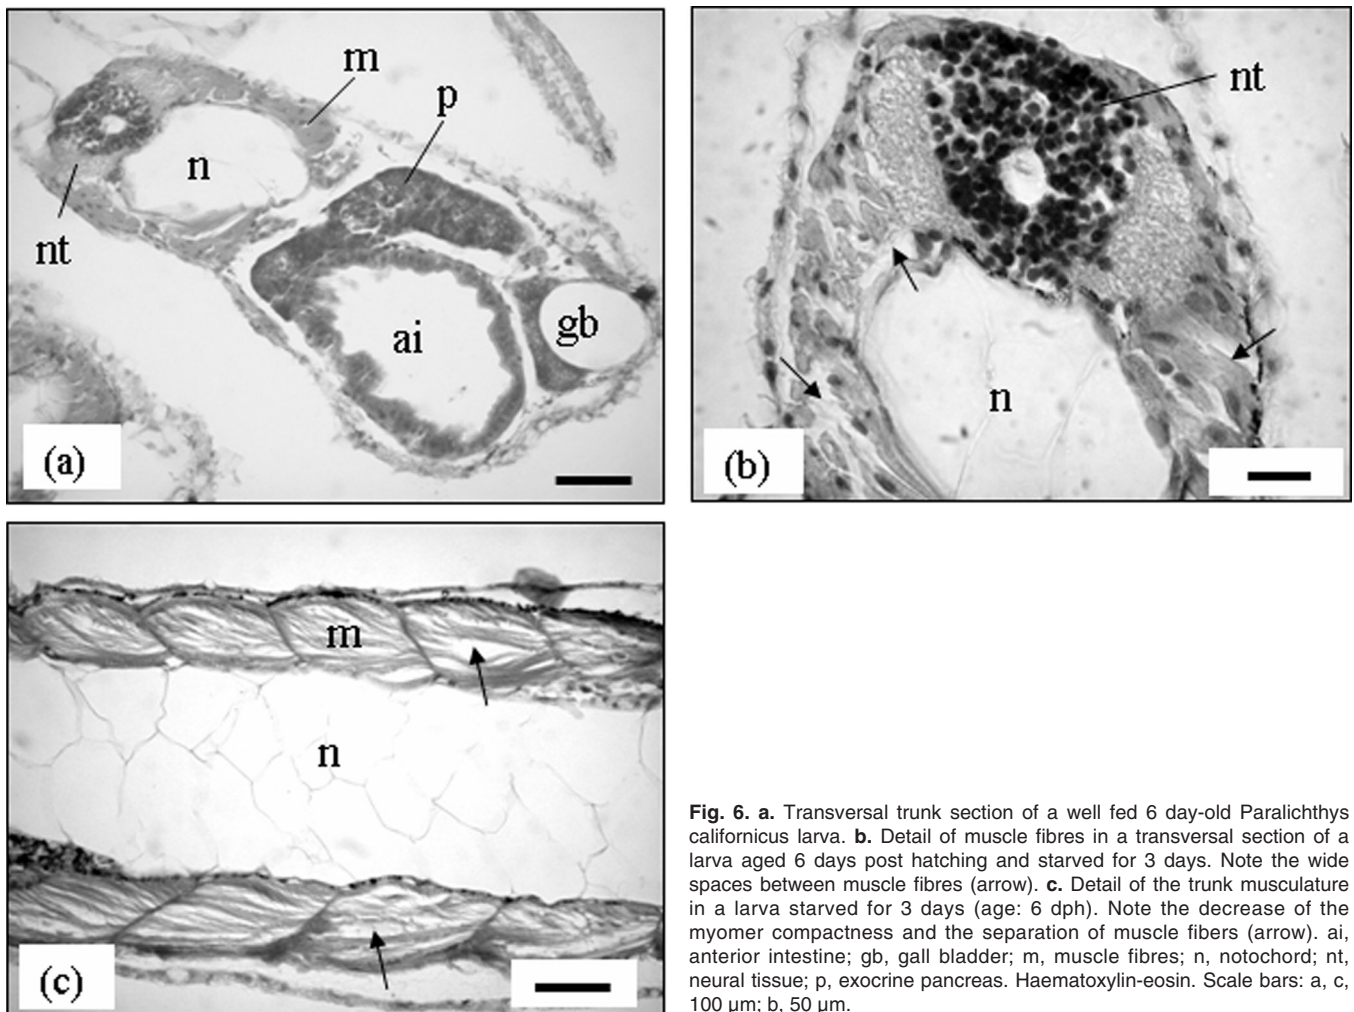 m
p
n
nt
ai
gb
(a)
nt
n
(b)
m
n
(c)
Fig. 6. a. Transversal trunk section of a well fed 6 day-old Paralichthys
californicus larva. b. Detail of muscle fibres in a transversal section of a
larva aged 6 days post hatching and starved for 3 days. Note the wide
spaces between muscle fibres (arrow). c. Detail of the trunk musculature
in a larva starved for 3 days (age: 6 dph). Note the decrease of the
myomer compactness and the separation of muscle fibers (arrow). ai,
anterior intestine; gb, gall bladder; m, muscle fibres; n, notochord; nt,
neural tissue; p, exocrine pancreas. Haematoxylin-eosin. Scale bars: a, c,
100 µm; b, 50 µm.